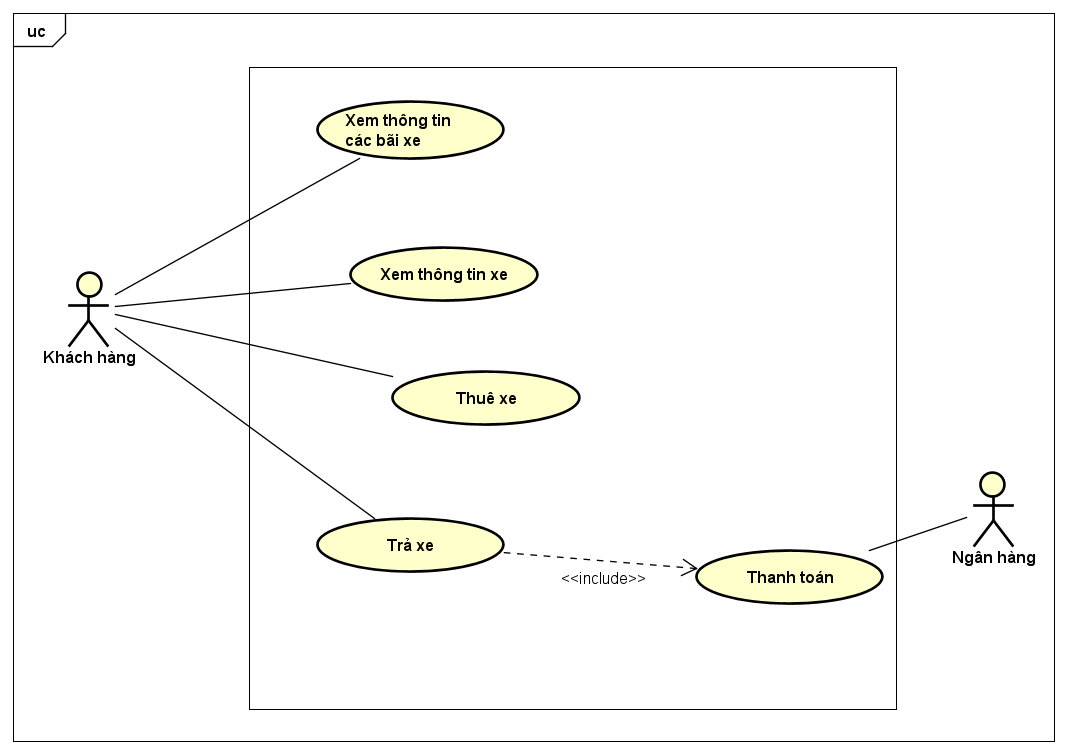 uc
Xem thông tin
các bãi xe
Xem thông tin xe
Khách hàng
Thuê xe
Trả xe
<<include>>
Thanh toán
Ngân hàng